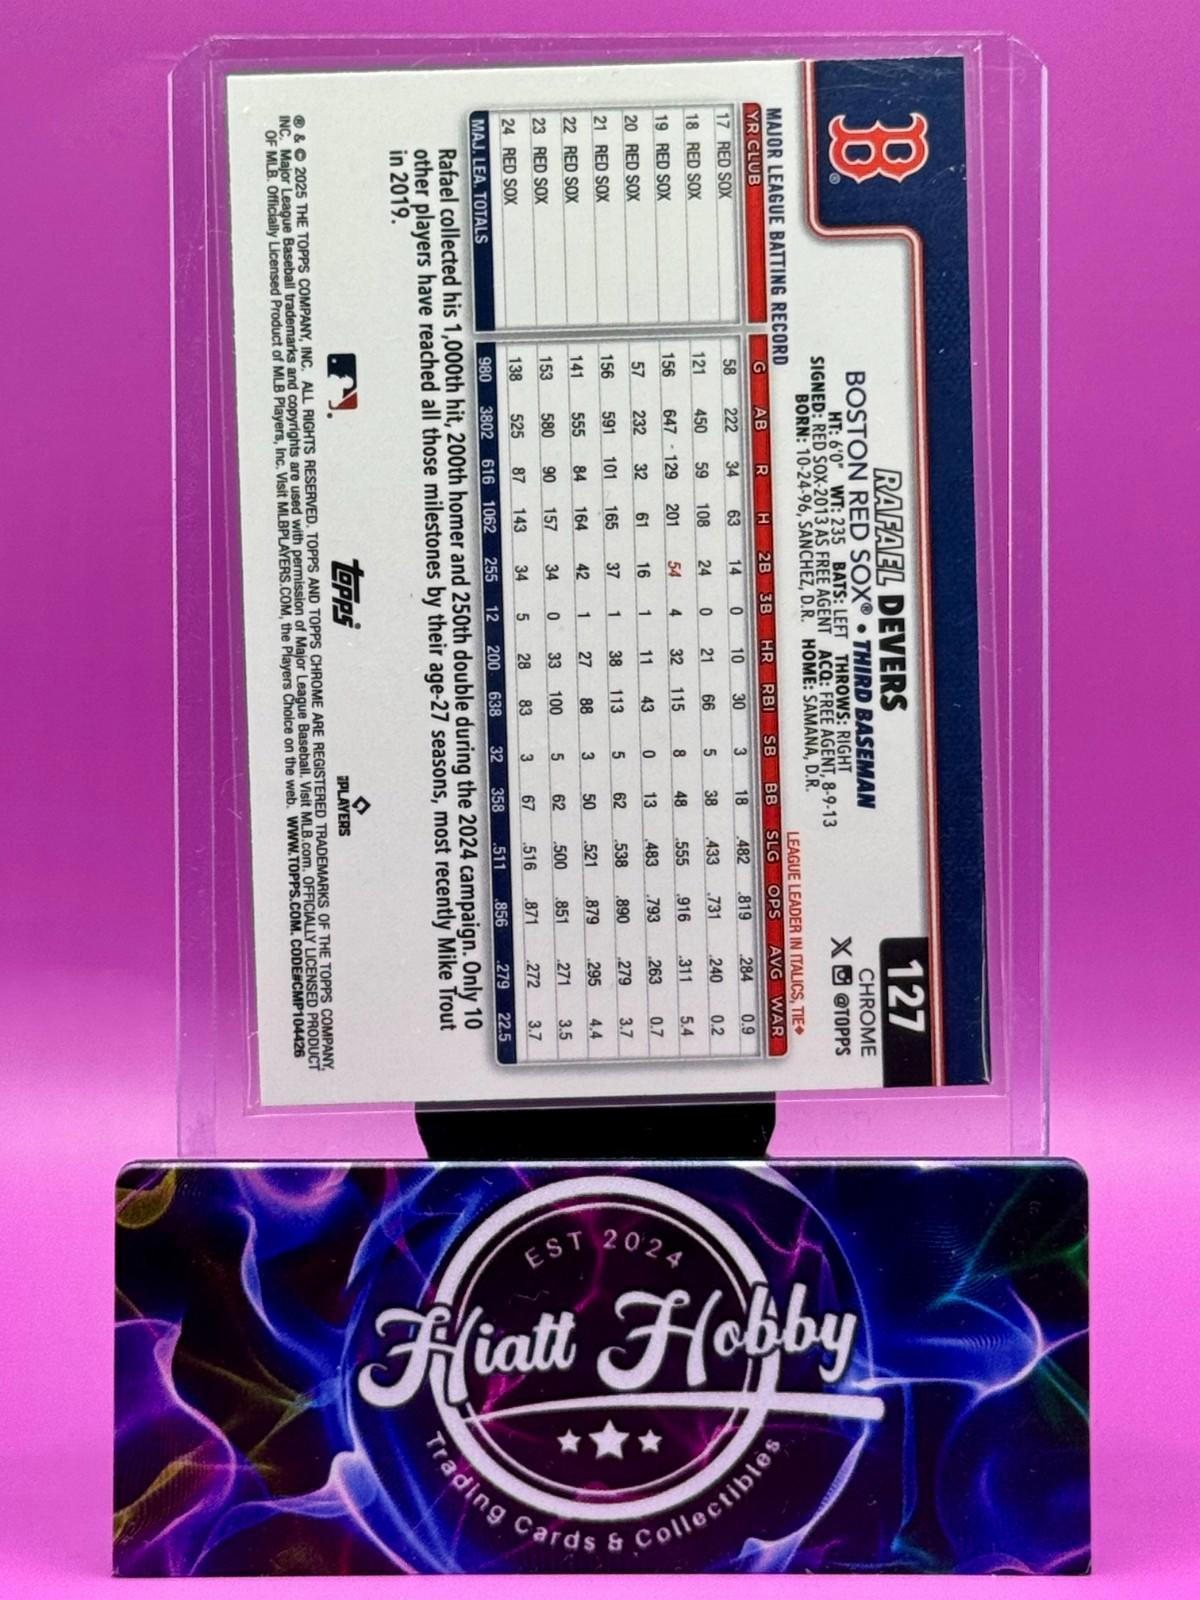 B®
127
CHROME
X @TOPPS
RAFAEL DEVERS
BOSTON RED SOX® • THIRD BASEMAN
HT: 6'0" WT: 235 BATS: LEFT THROWS: RIGHT
SIGNED: RED SOX-2013 AS FREE AGENT ACQ: FREE AGENT, 8-9-13
BORN: 10-24-96, SANCHEZ, D.R. HOME: SAMANA, D.R.
MAJOR LEAGUE BATTING RECORD LEAGUE LEADER IN ITALICS, TIE♦
YR CLUB G AB R H 2B 3B HR RBI SB BB SLG OPS AVG WAR
17 RED SOX 58 222 34 63 14 0 10 30 3 18 .482 .819 .284 0.9
18 RED SOX 121 450 59 108 24 0 21 66 5 38 .433 .731 .240 0.2
19 RED SOX 156 647 129 201 54 4 32 115 8 48 .555 .916 .311 5.4
20 RED SOX 57 232 32 61 16 1 11 43 0 13 .483 .793 .263 0.7
21 RED SOX 156 591 101 165 37 1 38 113 5 62 .538 .890 .279 3.7
22 RED SOX 141 555 84 164 42 1 27 88 3 50 .521 .879 .295 4.4
23 RED SOX 153 580 90 157 34 0 33 100 5 62 .500 .851 .271 3.5
24 RED SOX 138 525 87 143 34 5 28 83 3 67 .516 .871 .272 3.7
MAJ. LEA. TOTALS 980 3802 616 1062 255 12 200 638 32 358 .511 .856 .279 22.5
Rafael collected his 1,000th hit, 200th homer and 250th double during the 2024 campaign. Only 10
other players have reached all those milestones by their age-27 seasons, most recently Mike Trout
in 2019.
topps
PLAYERS
® & © 2025 THE TOPPS COMPANY, INC. ALL RIGHTS RESERVED. TOPPS AND TOPPS CHROME ARE REGISTERED TRADEMARKS OF THE TOPPS COMPANY,
INC. Major League Baseball trademarks and copyrights are used with permission of Major League Baseball. Visit MLB.com. OFFICIALLY LICENSED PRODUCT
OF MLB. Officially Licensed Product of MLB Players, Inc. Visit MLBPLAYERS.COM, the Players Choice on the web. WWW.TOPPS.COM. CODE#CMP104426
EST 2024
Hiatt Hobby
Trading Cards & Collectibles